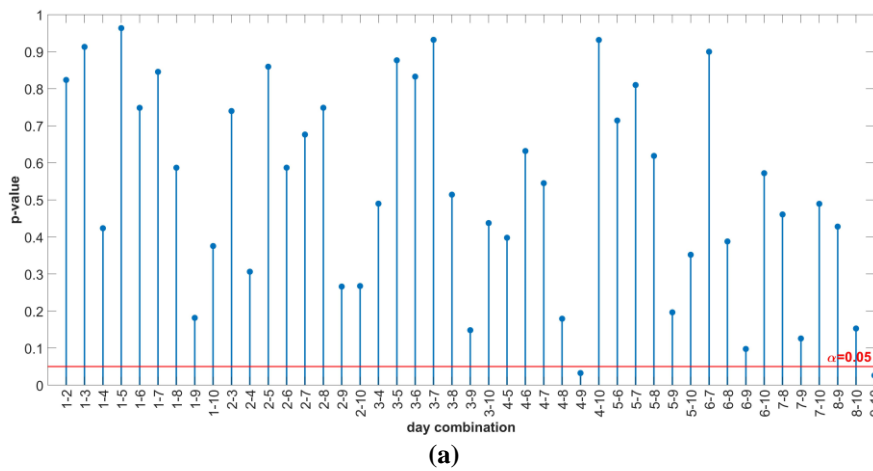 1
0.9
0.8
0.7
0.6
0.5
0.4
0.3
0.2
0.1
0
p-value
α=0.05
1-2 1-3 1-4 1-5 1-6 1-7 1-8 1-9 1-10 2-3 2-4 2-5 2-6 2-7 2-8 2-9 2-10 3-4 3-5 3-6 3-7 3-8 3-9 3-10 4-5 4-6 4-7 4-8 4-9 4-10 5-6 5-7 5-8 5-9 5-10 6-7 6-8 6-9 6-10 7-8 7-9 7-10 8-9 8-10
day combination
(a)